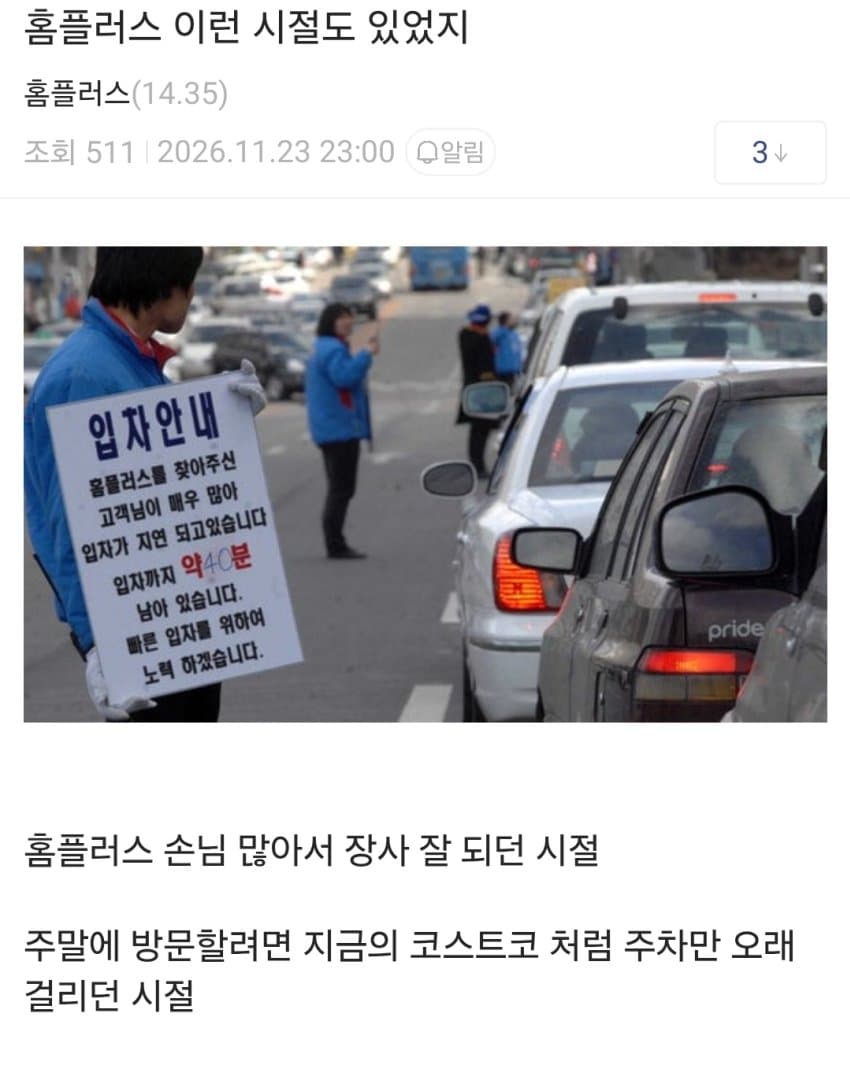 홈플러스 이런 시절도 있었지
홈플러스(14.35)
조회 511 2026.11.23 23:00 알림
3↓
입차안내
홈플러스를 찾아주신
고객님이 매우 많아
입차가 지연 되고있습니다
입차까지 약40분
남아 있습니다.
빠른 입차를 위하여
노력 하겠습니다.
pride
홈플러스 손님 많아서 장사 잘 되던 시절
주말에 방문할려면 지금의 코스트코 처럼 주차만 오래
걸리던 시절